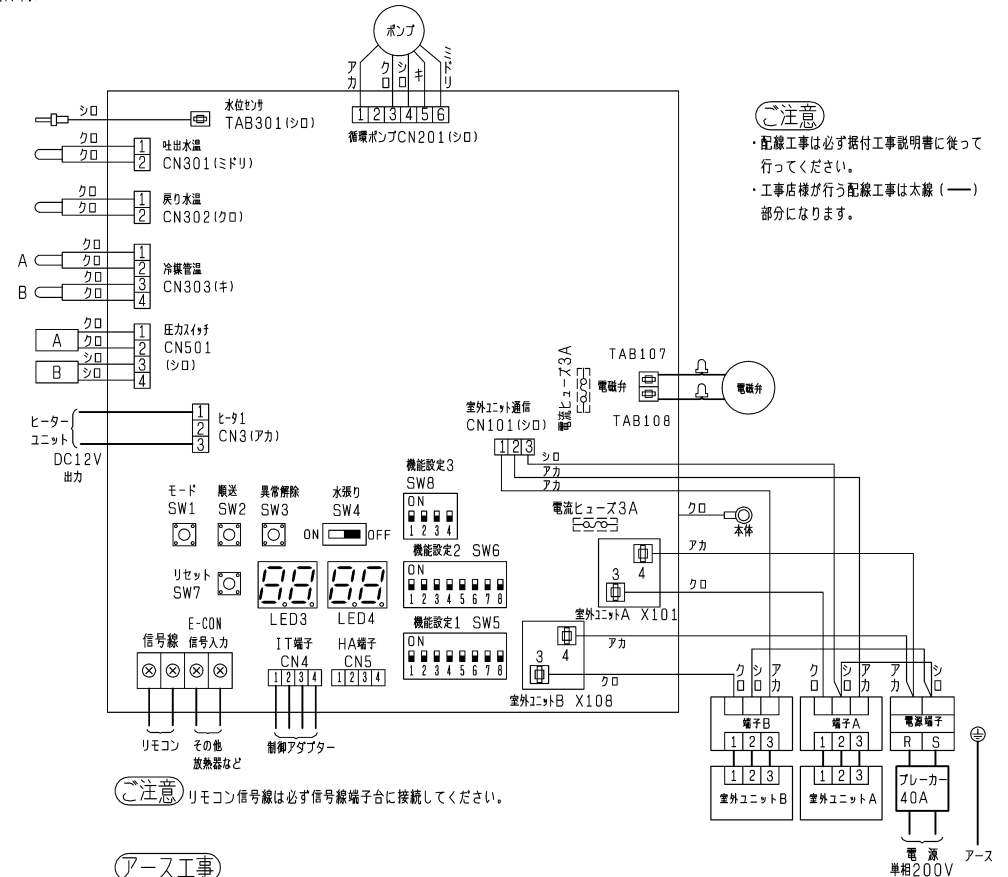 ポンプ
アカ
クロ
シロ
キ
ミドリ
1 2 3 4 5 6
循環ポンプCN201(シロ)
シロ
水位センサ
TAB301(シロ)
クロ
クロ
1
2
吐出水温
CN301(ミドリ)
クロ
クロ
1
2
戻り水温
CN302(クロ)
A
B
クロ
クロ
クロ
クロ
1
2
3
4
冷媒管温
CN303(キ)
A
B
クロ
クロ
シロ
シロ
1
2
3
4
圧力スイッチ
CN501
(シロ)
ヒーター
ユニット
DC12V
出力
1
2
3
ヒータ1
CN3(アカ)
ご注意
・配線工事は必ず据付工事説明書に従って
行ってください。
・工事店様が行う配線工事は太線(━━)
部分になります。
電流ヒューズ3A
電磁弁
TAB107
TAB108
電磁弁
室外ユニット通信
CN101(シロ)
1 2 3
シロ
アカ
アカ
電流ヒューズ3A
クロ
本体
モード
SW1
順送
SW2
異常解除
SW3
水張り
SW4
ON OFF
リセット
SW7
88
LED3
88
LED4
機能設定3
SW8
ON
1 2 3 4
機能設定2 SW6
ON
1 2 3 4 5 6 7 8
機能設定1 SW5
ON
1 2 3 4 5 6 7 8
3
4
アカ
クロ
室外ユニットA X101
3
4
アカ
クロ
室外ユニットB X108
E-CON
信号線 信号入力
リモコン
その他
放熱器など
IT端子
CN4
1 2 3 4
制御アダプター
HA端子
CN5
1 2 3 4
クロ
シロ
アカ
クロ
シロ
アカ
アカ
シロ
端子B
1 2 3
端子A
1 2 3
電源端子
R S
1 2 3
室外ユニットB
1 2 3
室外ユニットA
ブレーカー
40A
電源
単相200V
アース
ご注意
リモコン信号線は必ず信号線端子台に接続してください。
アース工事